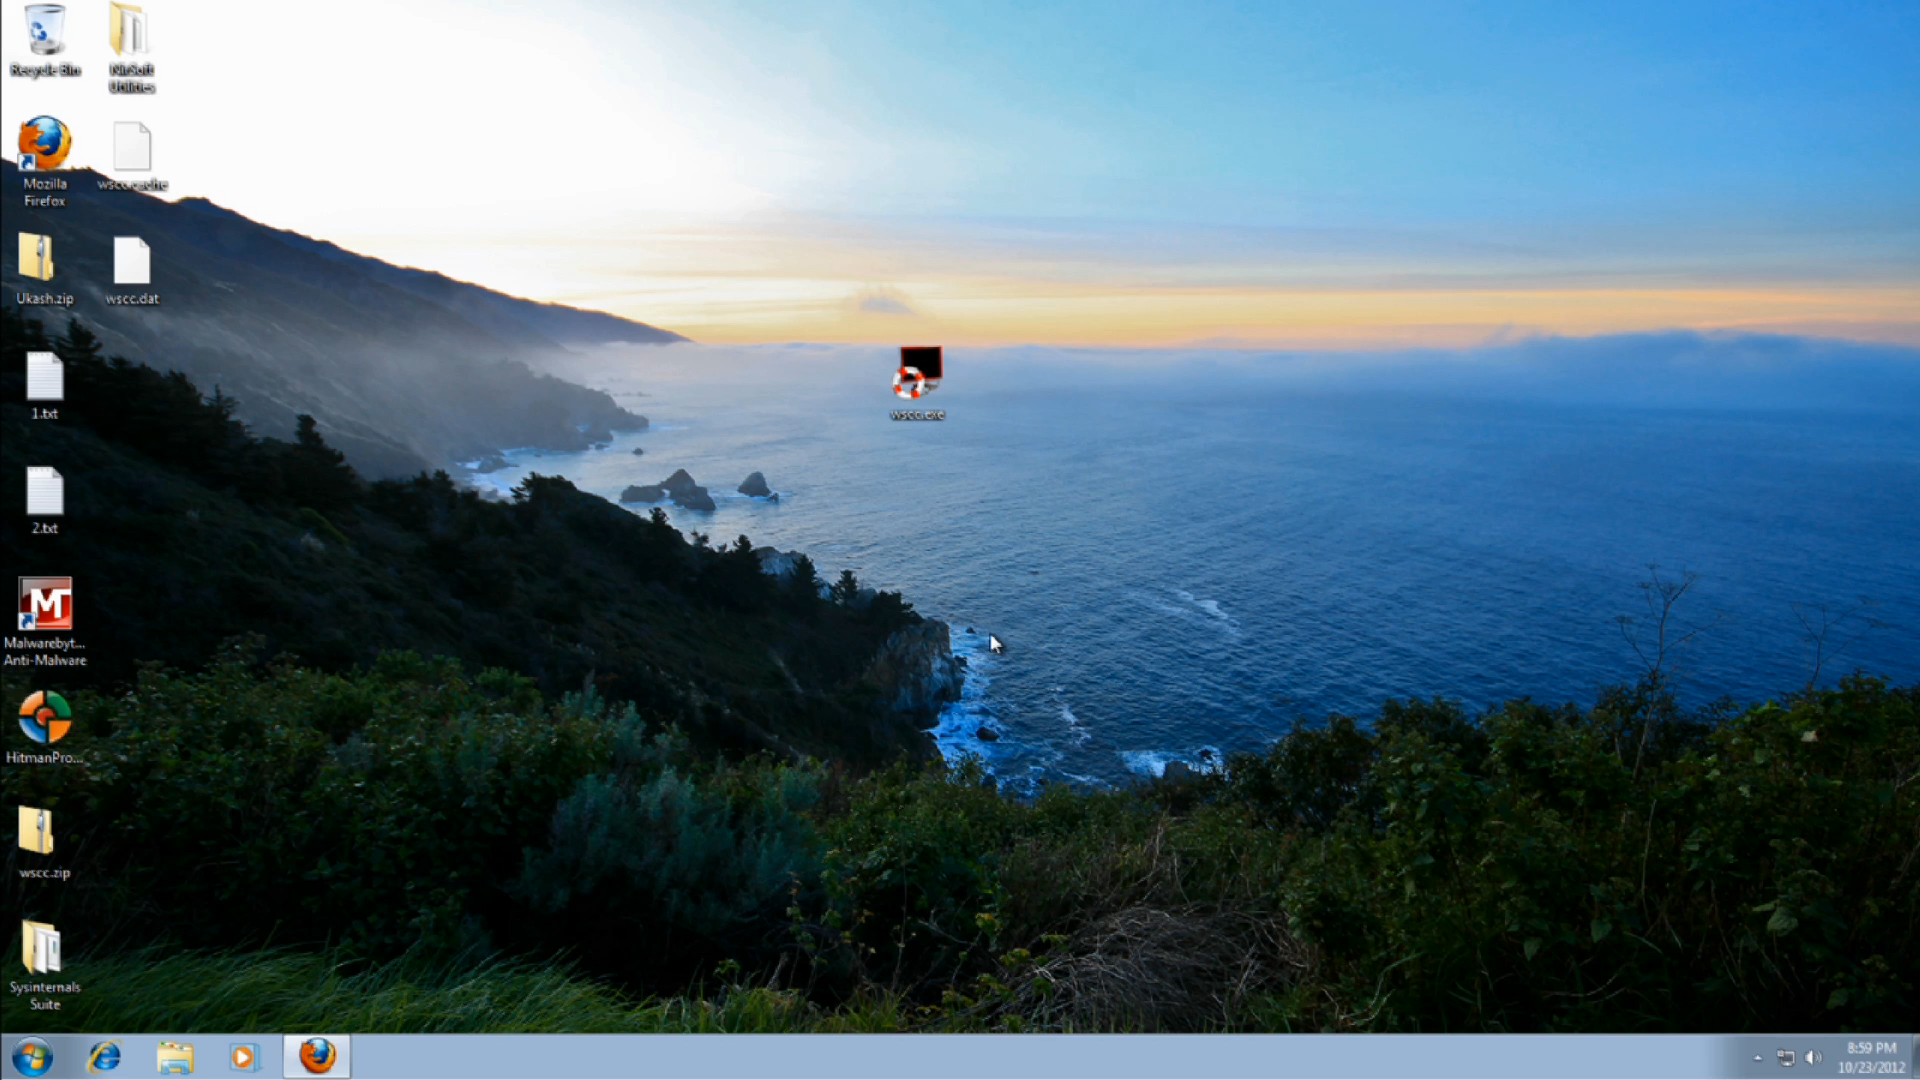 Recycle Bin
NirSoft
Utilities
Mozilla
Firefox
wscc.cache
Ukash.zip
wscc.dat
1.txt
wscc.exe
2.txt
Malwarebyt...
Anti-Malware
HitmanPro...
wscc.zip
Sysinternals
Suite
8:59 PM
10/23/2012